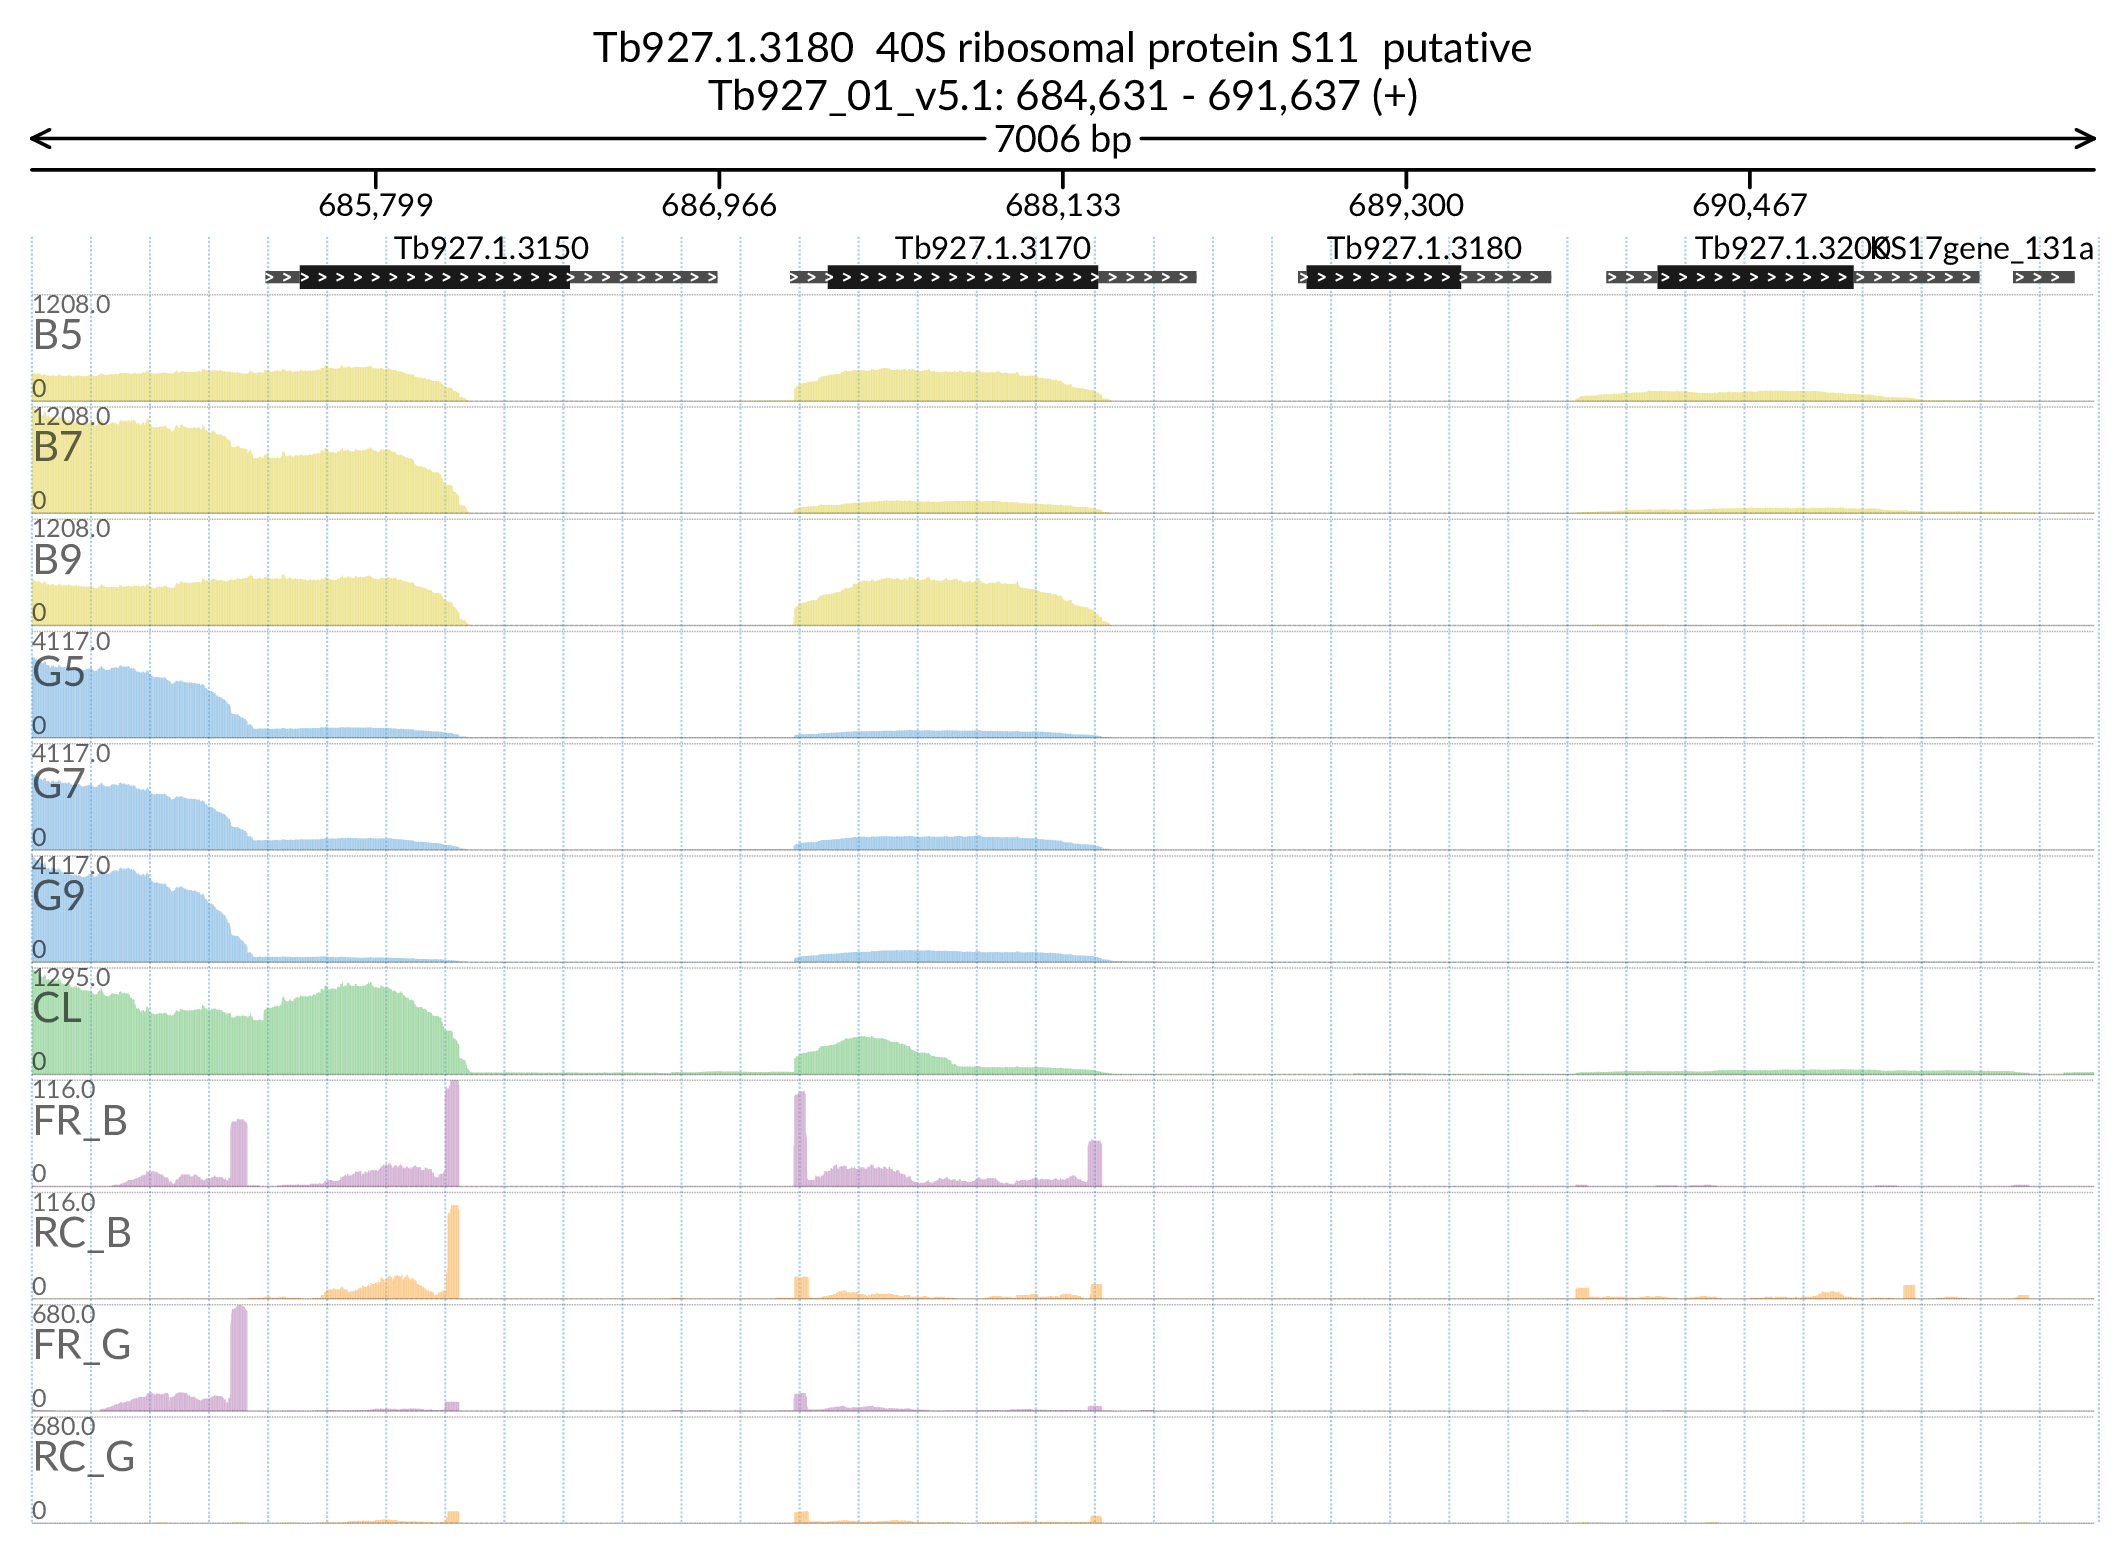 Tb927.1.3180  40S ribosomal protein S11  putative
Tb927_01_v5.1: 684,631 - 691,637 (+)
7006 bp
685,799 686,966 688,133 689,300 690,467
Tb927.1.3150 Tb927.1.3170 Tb927.1.3180 Tb927.1.3200 KS17gene_131a
1208.0
B5
0
1208.0
B7
0
1208.0
B9
0
4117.0
G5
0
4117.0
G7
0
4117.0
G9
0
1295.0
CL
0
116.0
FR_B
0
116.0
RC_B
0
680.0
FR_G
0
680.0
RC_G
0